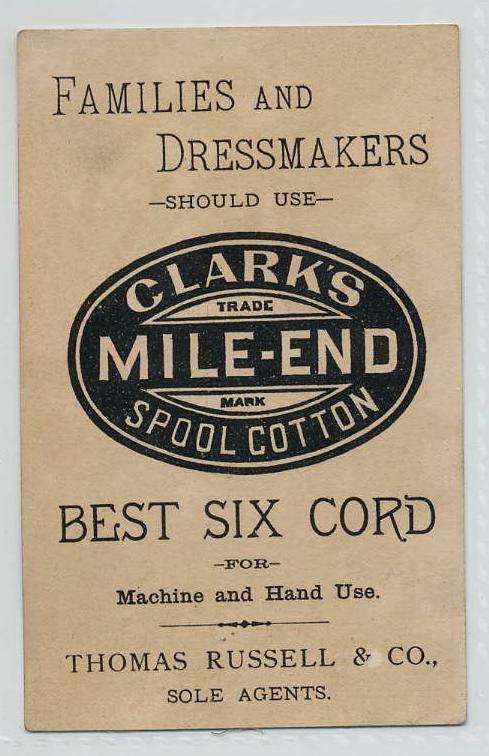 FAMILIES AND
DRESSMAKERS
—SHOULD USE—
CLARK'S
TRADE
MILE-END
MARK
SPOOL COTTON
BEST SIX CORD
—FOR—
Machine and Hand Use.
THOMAS RUSSELL & CO.,
SOLE AGENTS.